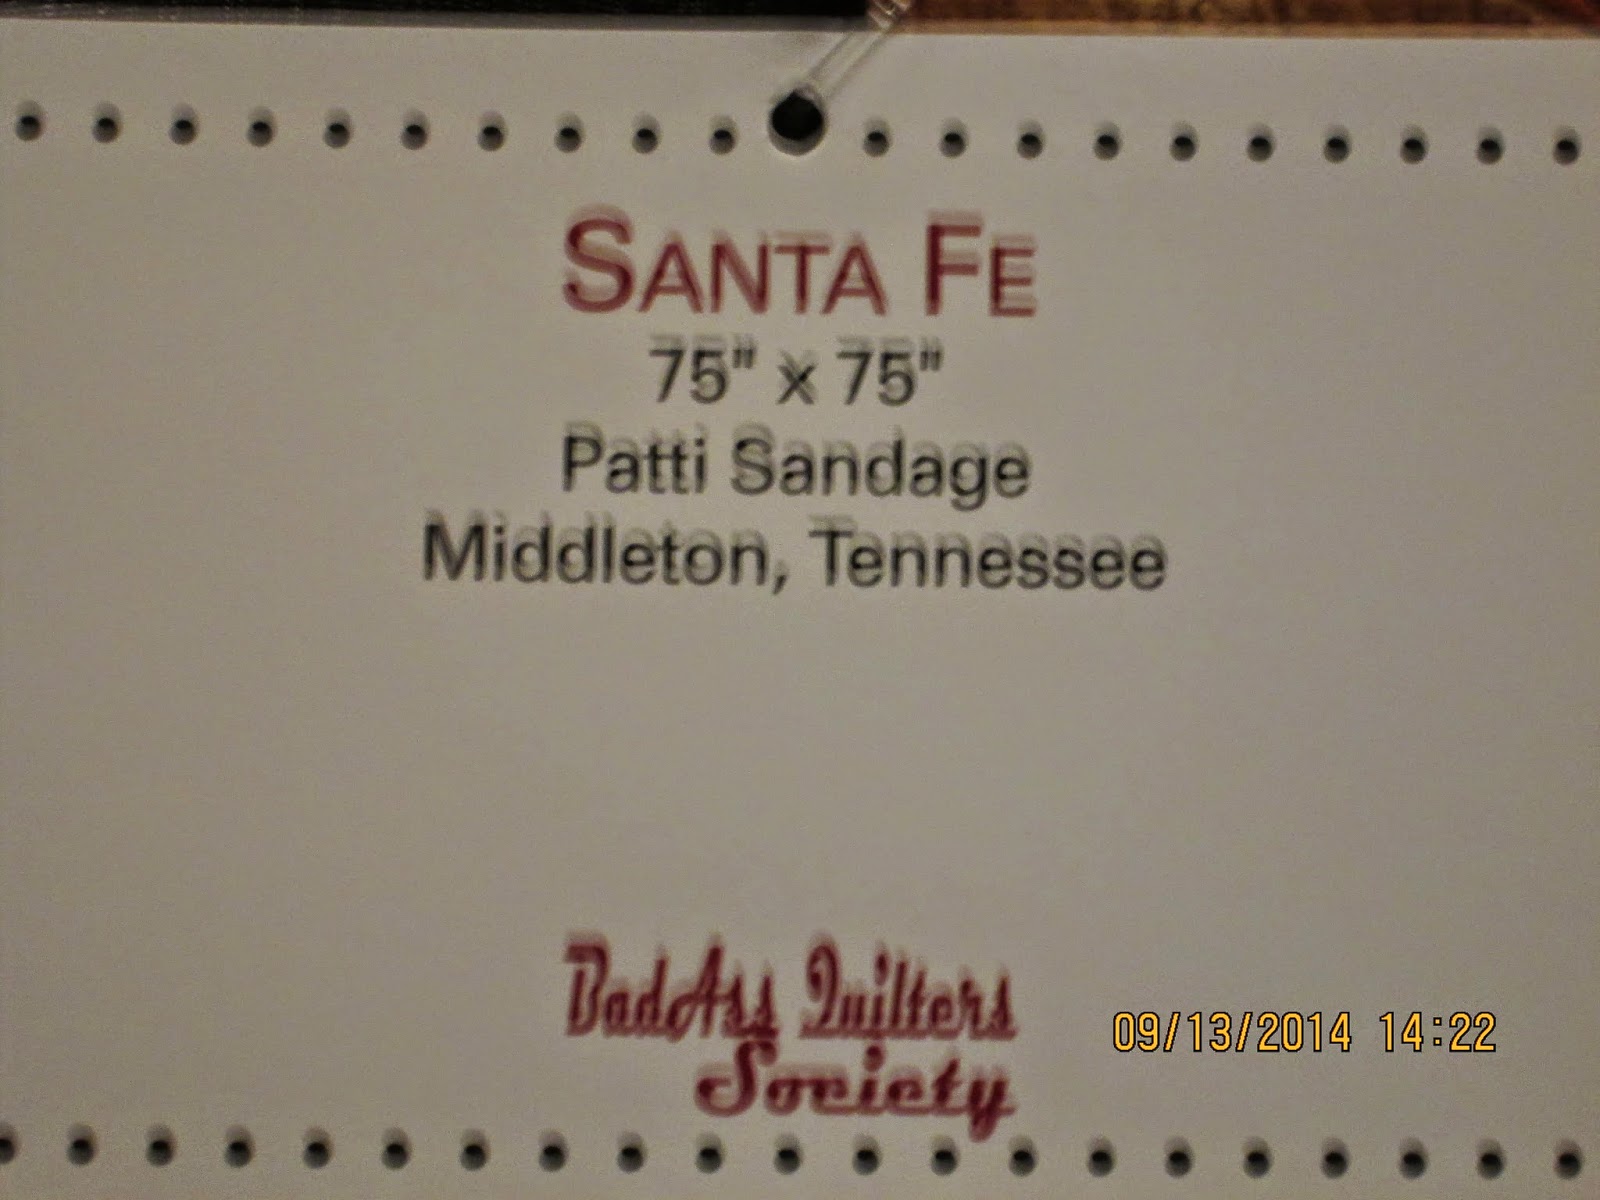 SANTA FE
75" x 75"
Patti Sandage
Middleton, Tennessee
BadAss Quilters
Society
09/13/2014 14:22